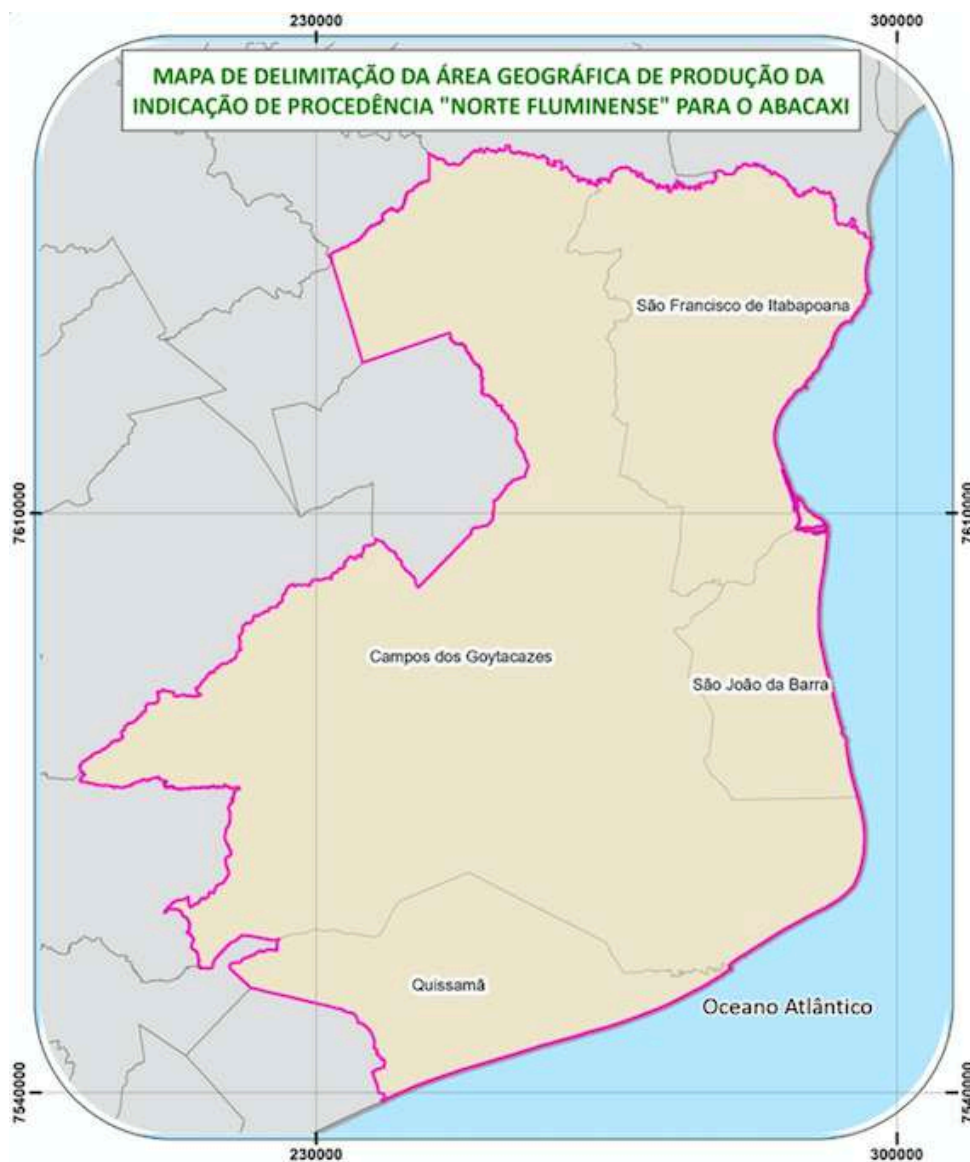 230000
300000
MAPA DE DELIMITAÇÃO DA ÁREA GEOGRÁFICA DE PRODUÇÃO DA
INDICAÇÃO DE PROCEDÊNCIA "NORTE FLUMINENSE" PARA O ABACAXI
São Francisco de Itabapoana
7610000
7610000
Campos dos Goytacazes
São João da Barra
Quissamã
Oceano Atlântico
7540000
7540000
230000
300000